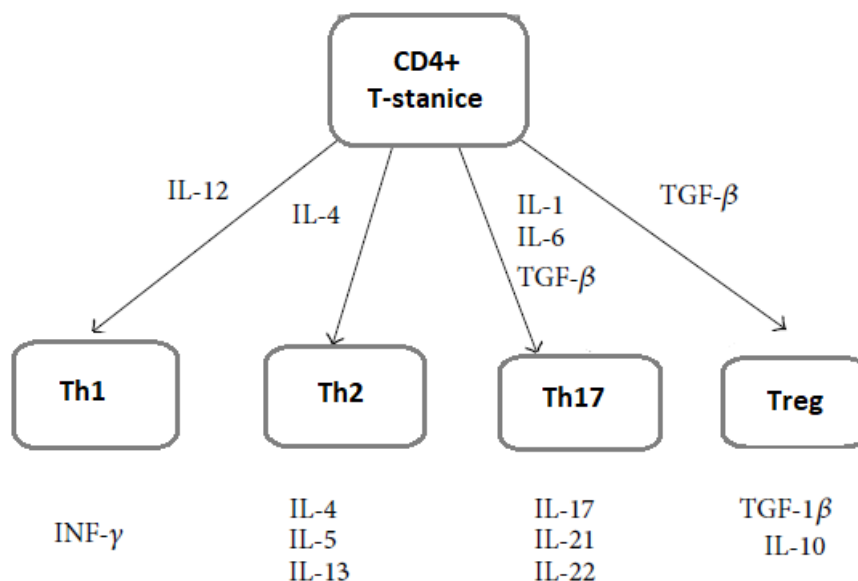 CD4+
T-stanice
IL-12
IL-4
IL-1
IL-6
TGF-β
TGF-β
Th1
Th2
Th17
Treg
INF-γ
IL-4
IL-5
IL-13
IL-17
IL-21
IL-22
TGF-1β
IL-10